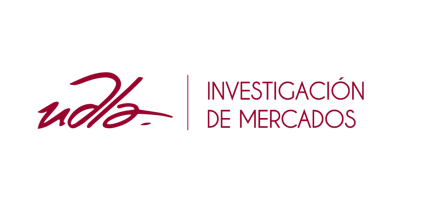 udla.
INVESTIGACIÓN
DE MERCADOS